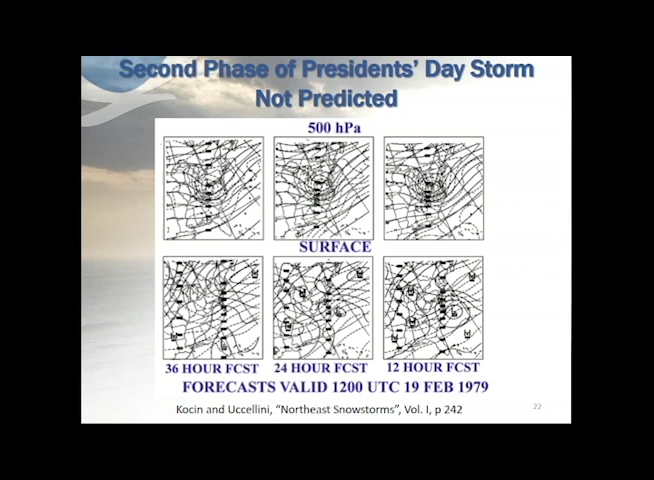 Second Phase of Presidents' Day Storm
Not Predicted
500 hPa
SURFACE
36 HOUR FCST 24 HOUR FCST 12 HOUR FCST
FORECASTS VALID 1200 UTC 19 FEB 1979
Kocin and Uccellini, "Northeast Snowstorms", Vol. I, p 242
22